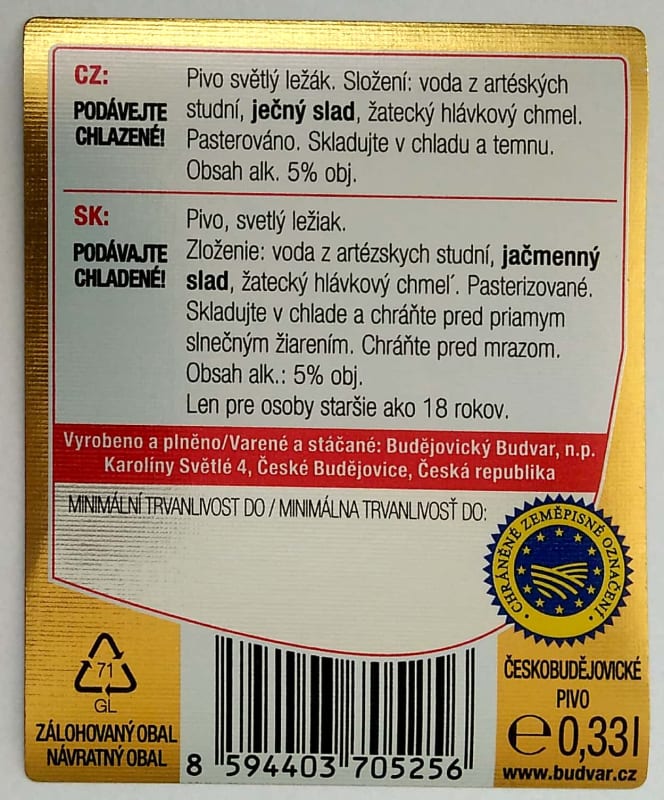 CZ:
PODÁVEJTE
CHLAZENÉ!
Pivo světlý ležák. Složení: voda z artéských
studní, ječný slad, žatecký hlávkový chmel.
Pasterováno. Skladujte v chladu a temnu.
Obsah alk. 5% obj.
SK:
PODÁVAJTE
CHLADENÉ!
Pivo, svetlý ležiak.
Zloženie: voda z artézskych studní, jačmenný
slad, žatecký hlávkový chmel´. Pasterizované.
Skladujte v chlade a chráňte pred priamym
slnečným žiarením. Chráňte pred mrazom.
Obsah alk.: 5% obj.
Len pre osoby staršie ako 18 rokov.
Vyrobeno a plněno/Varené a stáčané: Budějovický Budvar, n.p.
Karolíny Světlé 4, České Budějovice, Česká republika
MINIMÁLNÍ TRVANLIVOST DO / MINIMÁLNA TRVANLIVOSŤ DO:
CHRÁNĚNÉ ZEMĚPISNÉ OZNAČENÍ
71
GL
ZÁLOHOVANÝ OBAL
NÁVRATNÝ OBAL
8 594403 705256
ČESKOBUDĚJOVICKÉ
PIVO
℮ 0,33l
www.budvar.cz